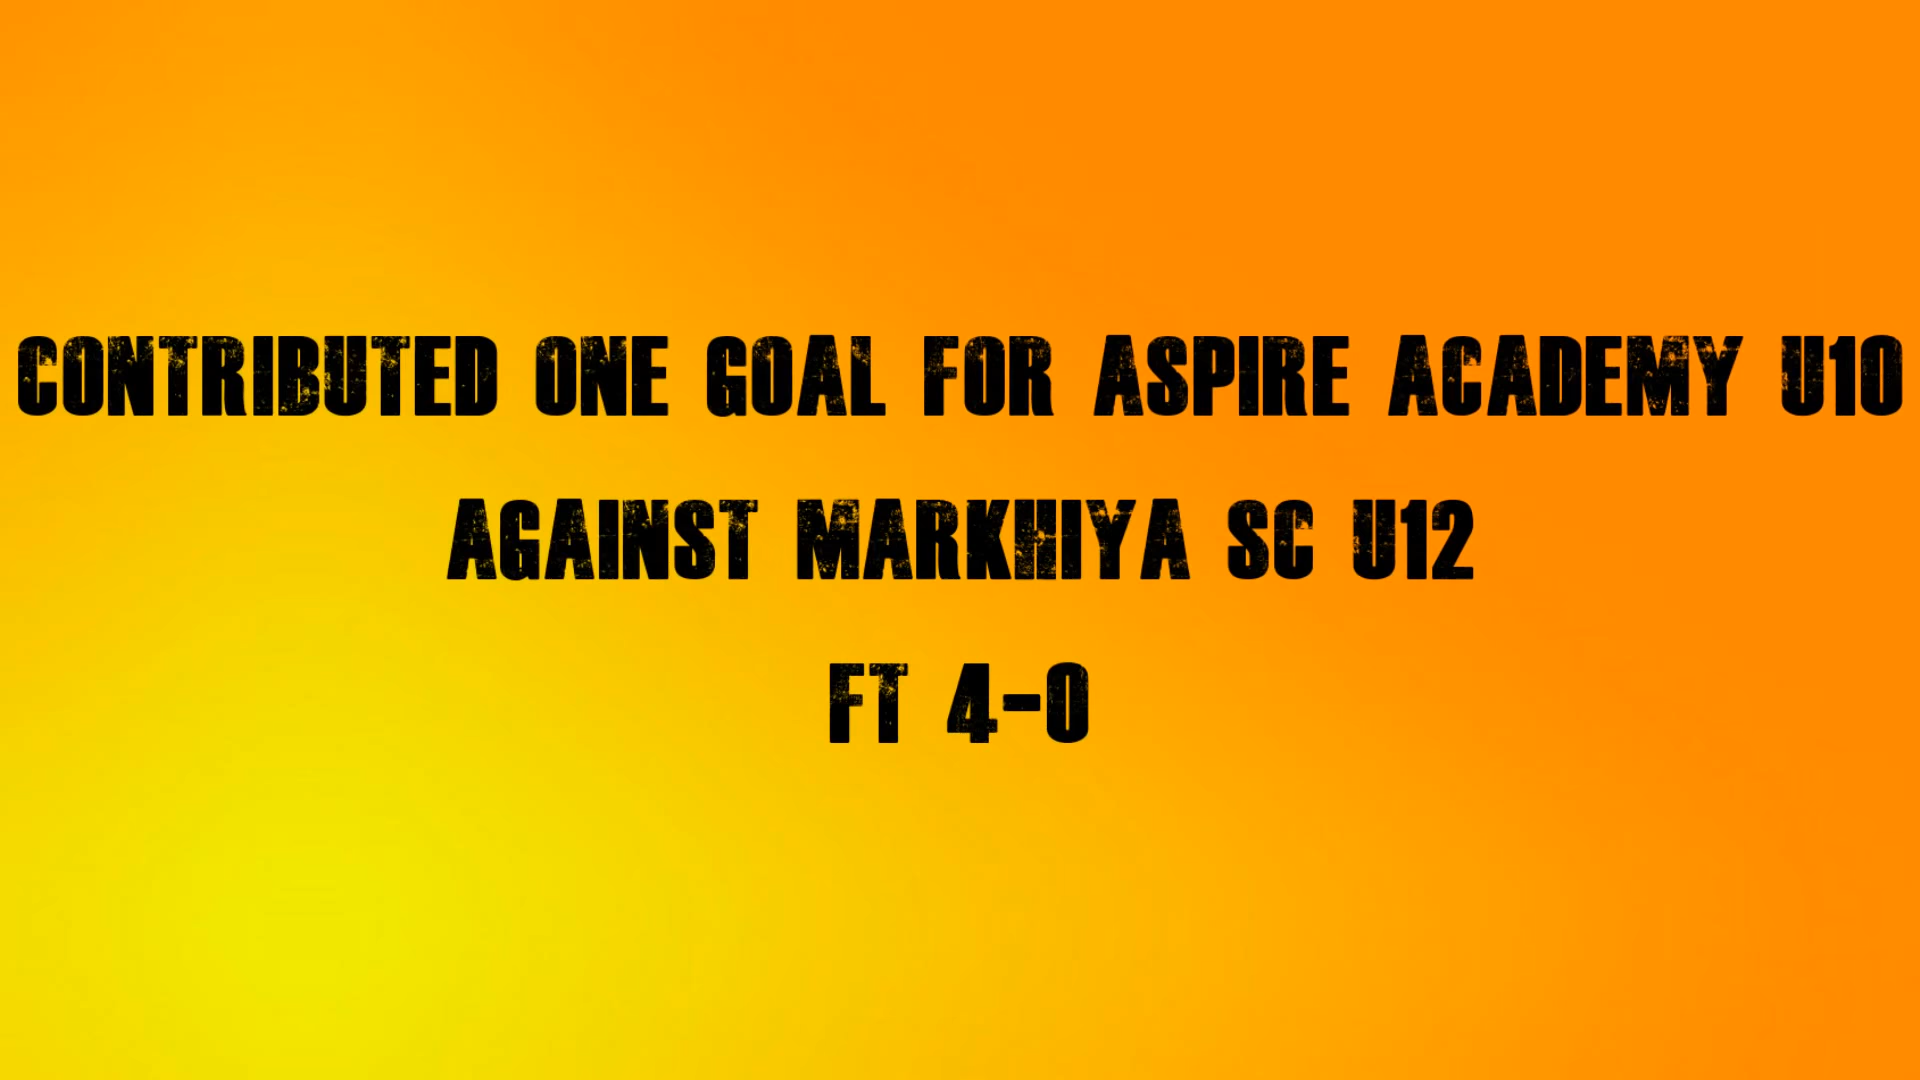 CONTRIBUTED ONE GOAL FOR ASPIRE ACADEMY U10
AGAINST MARKHIYA SC U12
FT 4-0